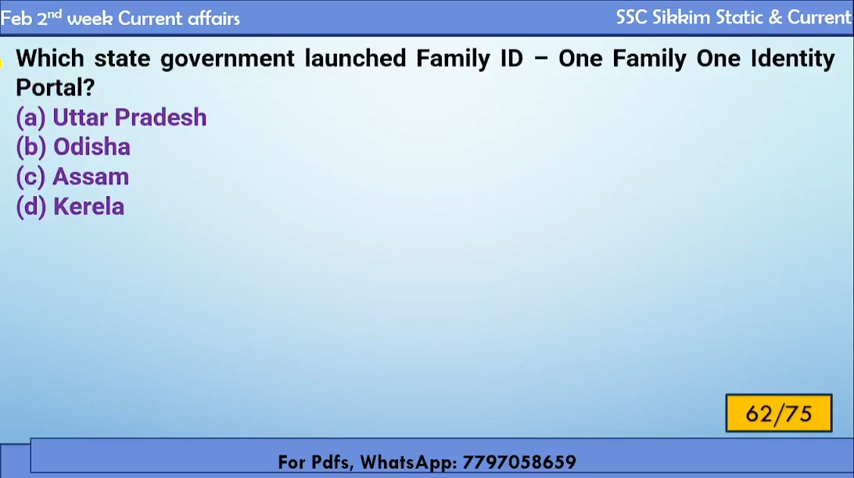 Feb 2nd week Current affairs
SSC Sikkim Static & Current
Which state government launched Family ID – One Family One Identity
Portal?
(a) Uttar Pradesh
(b) Odisha
(c) Assam
(d) Kerela
62/75
For Pdfs, WhatsApp: 7797058659